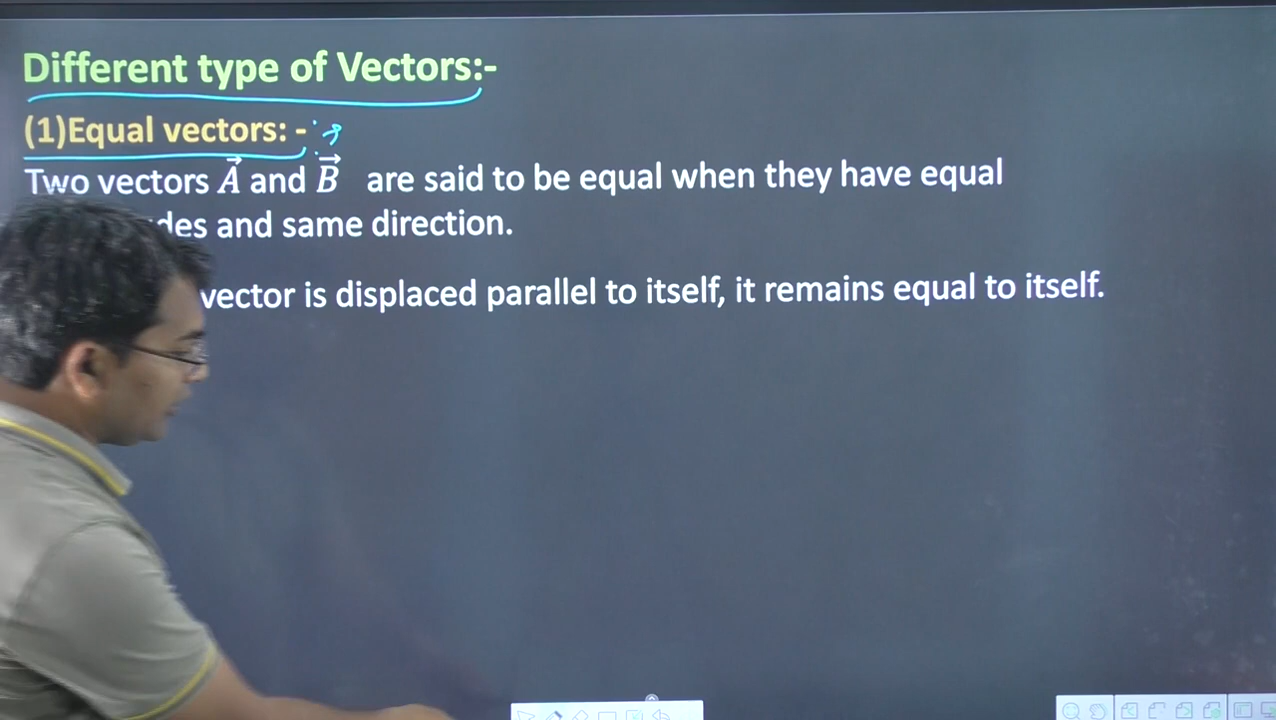 Different type of Vectors:-
(1)Equal vectors: -
Two vectors A⃗ and B⃗ are said to be equal when they have equal
and same direction.
vector is displaced parallel to itself, it remains equal to itself.